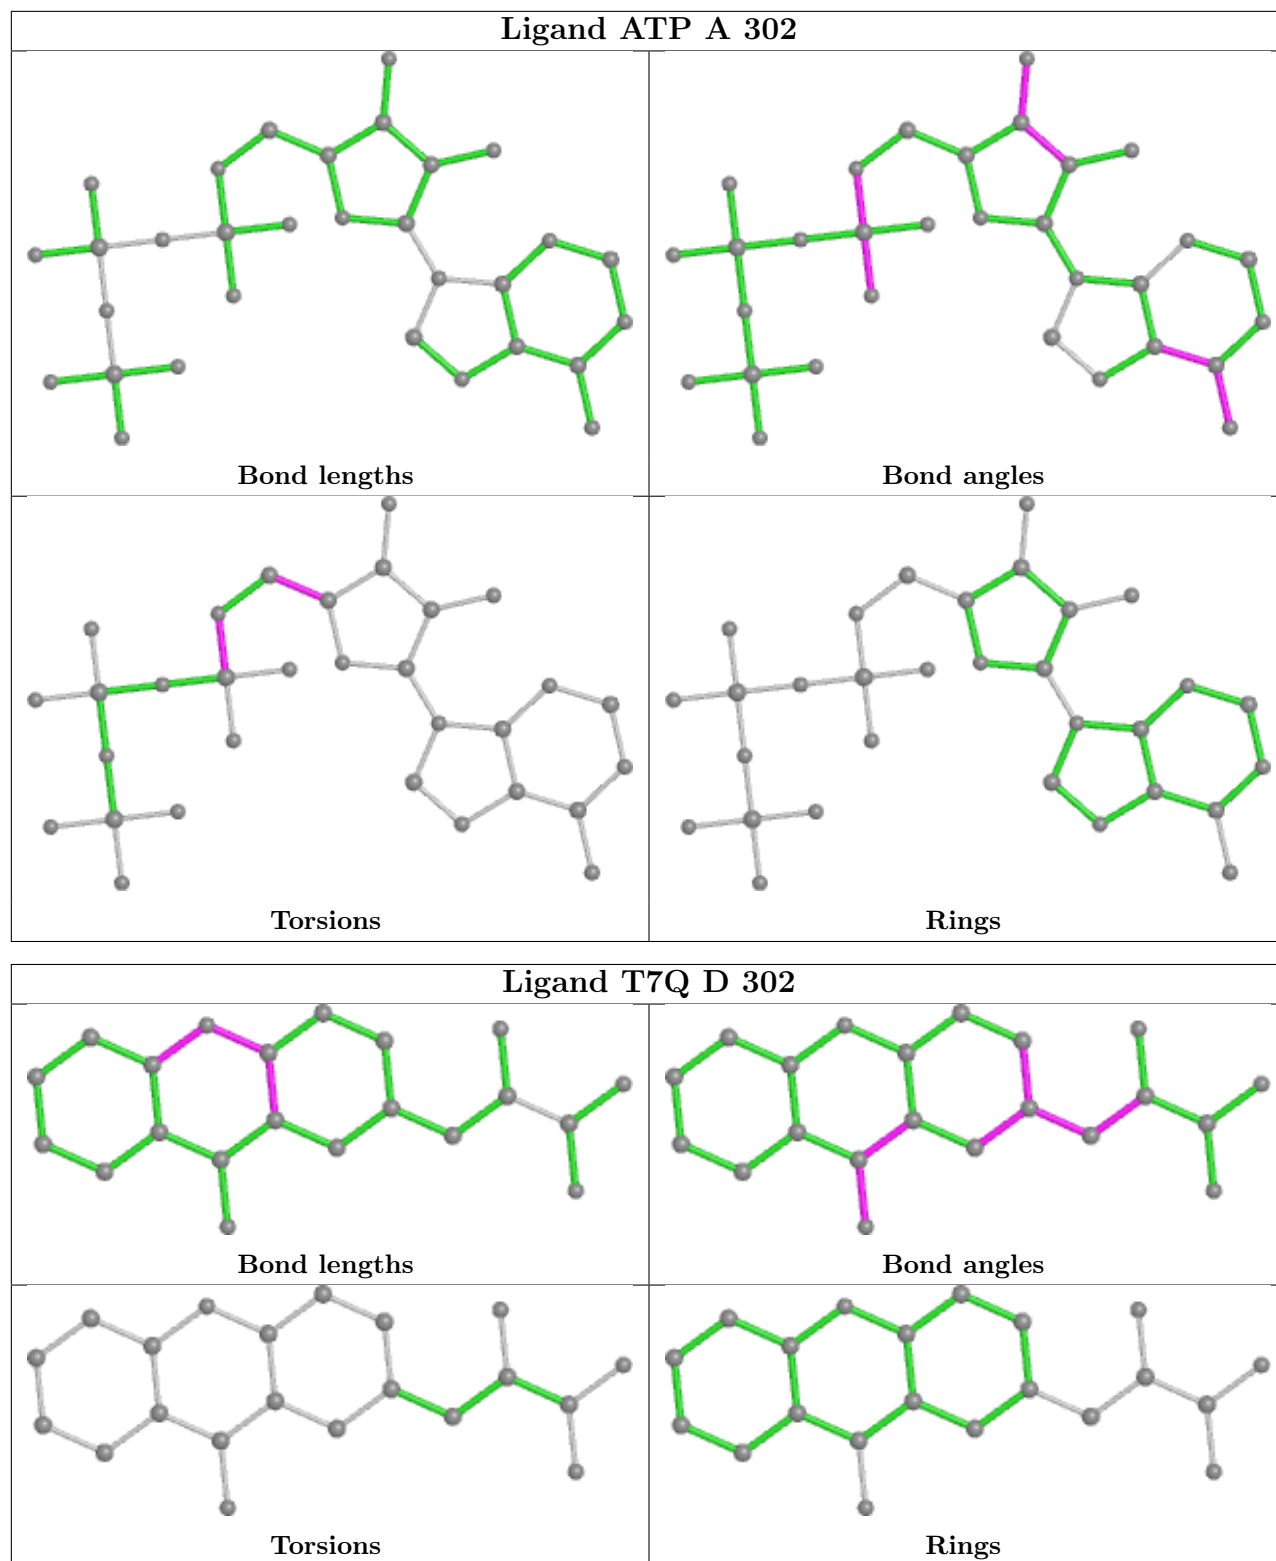 Ligand ATP A 302
Bond lengths
Bond angles
Torsions
Rings
Ligand T7Q D 302
Bond lengths
Bond angles
Torsions
Rings